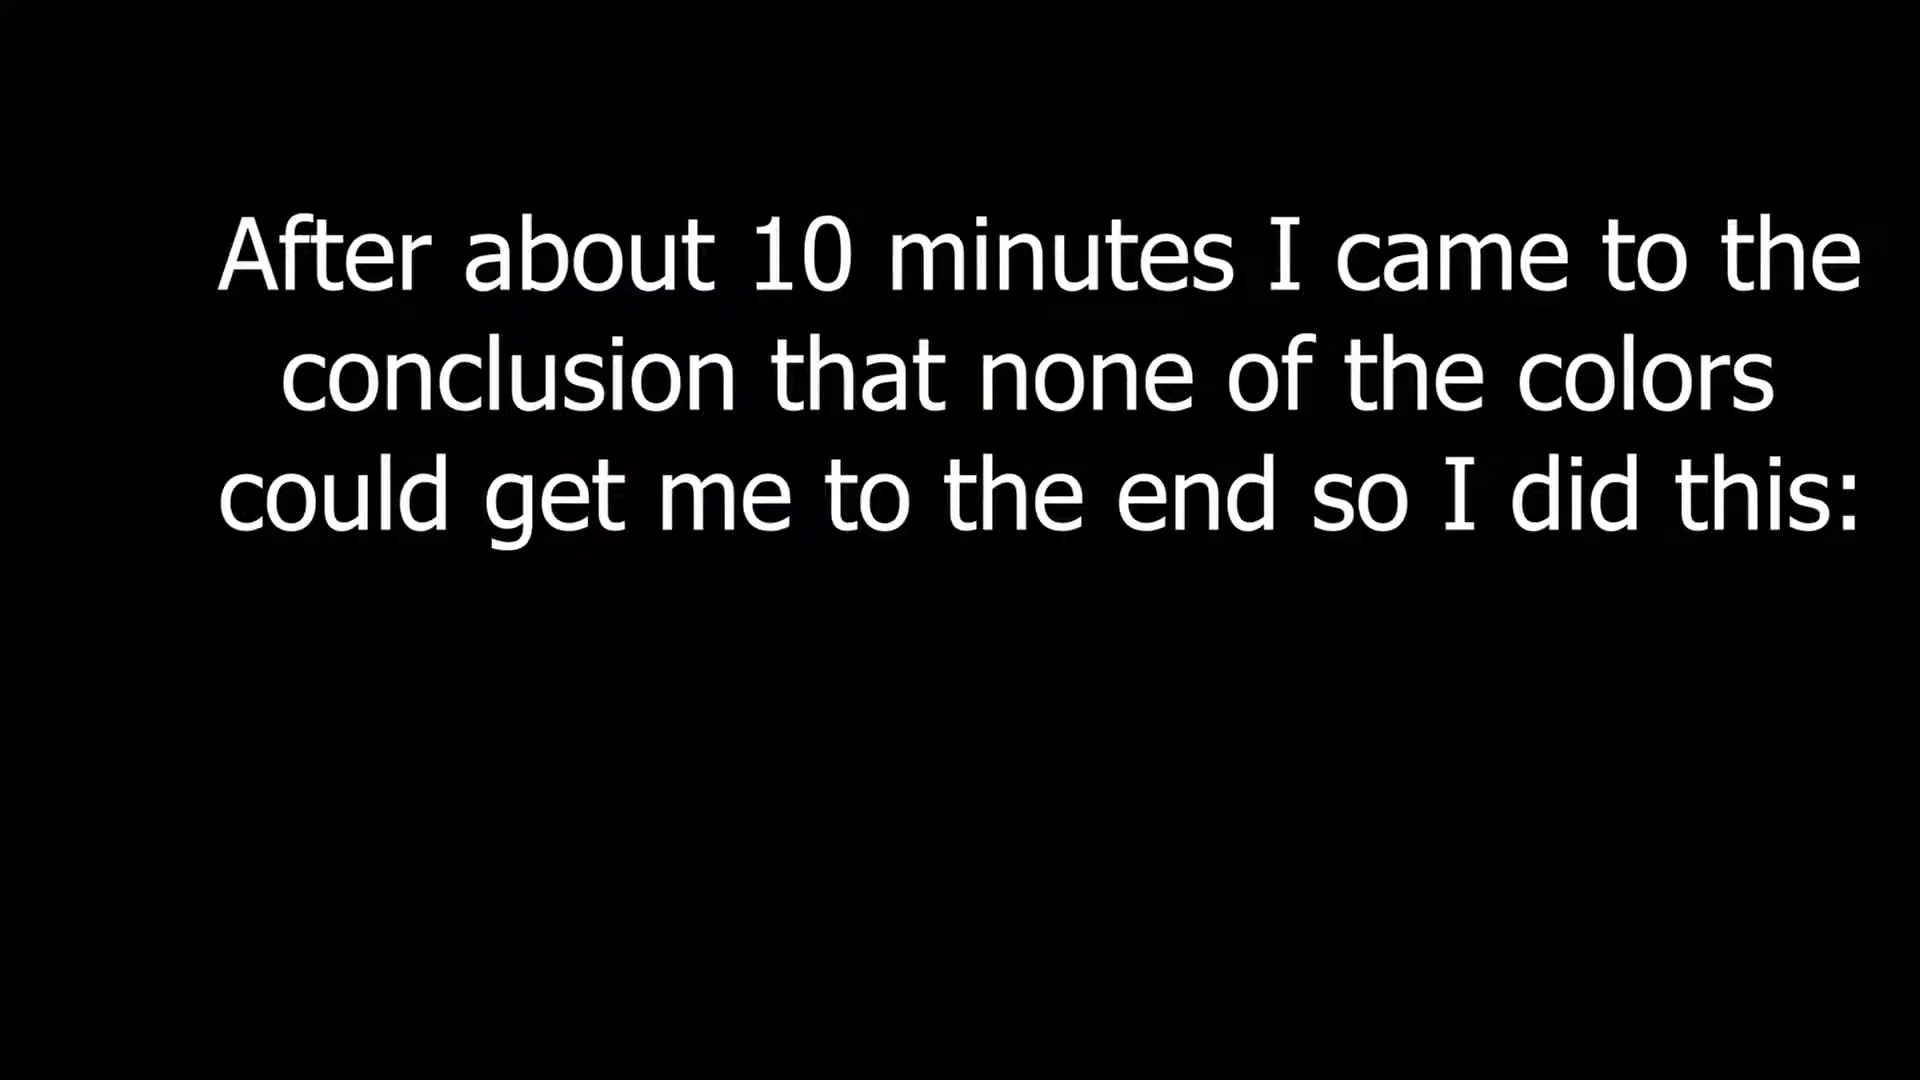 After about 10 minutes I came to the
conclusion that none of the colors
could get me to the end so I did this: